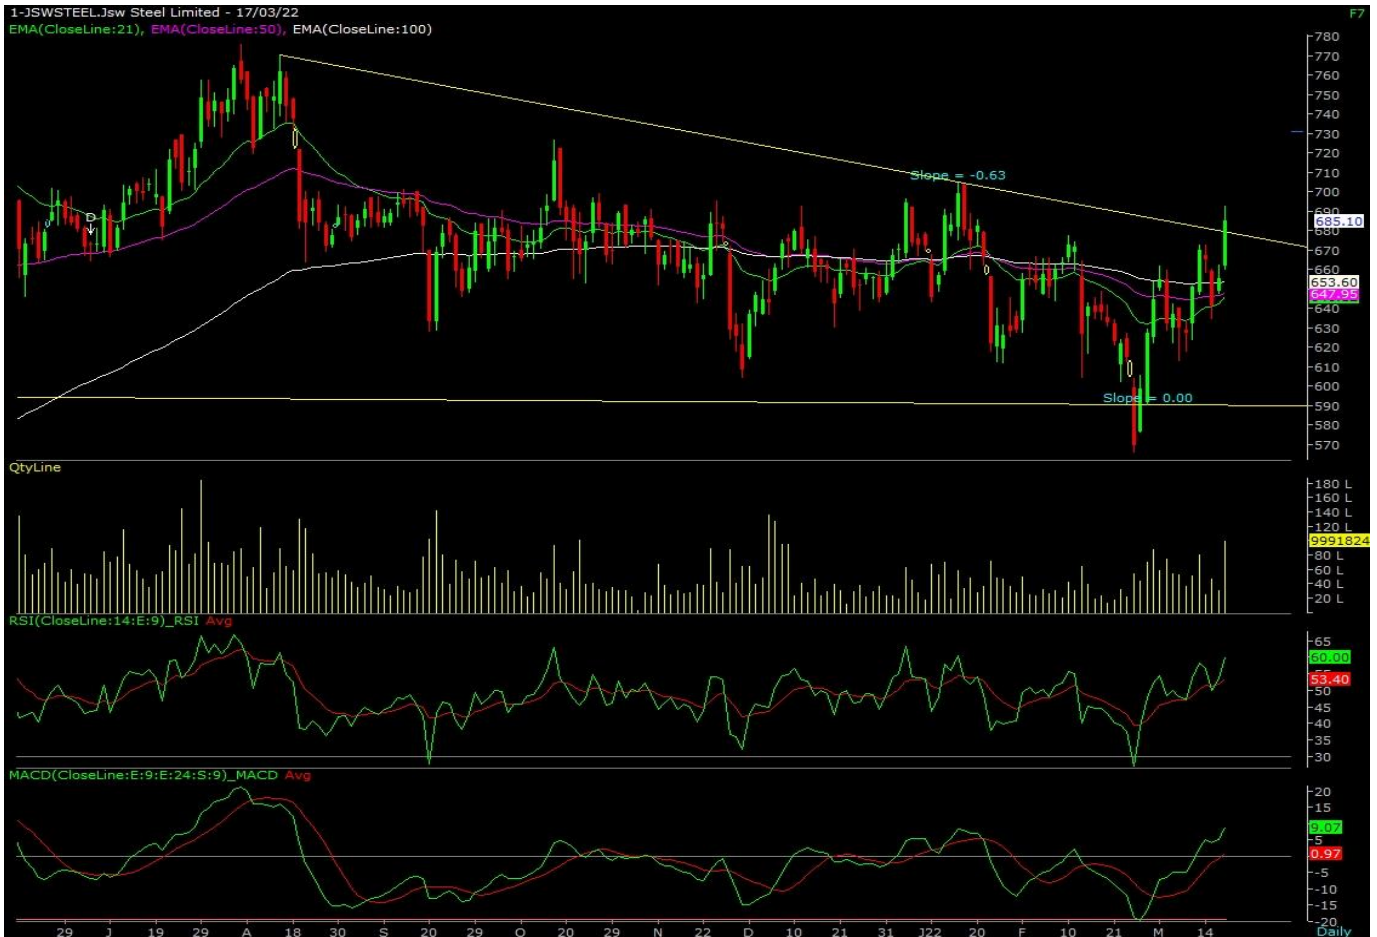 1-JSWSTEEL.Jsw Steel Limited - 17/03/22
F7
EMA(CloseLine:21), EMA(CloseLine:50), EMA(CloseLine:100)
780
770
760
750
740
730
720
710
700
690
685.10
680
670
660
653.60
647.95
640
630
620
610
600
590
580
570
D
Slope = -0.63
Slope = 0.00
QtyLine
180 L
160 L
140 L
120 L
9991824
80 L
60 L
40 L
20 L
RSI(CloseLine:14:E:9)_RSI Avg
65
60.00
53.40
50
45
40
35
30
MACD(CloseLine:E:9:E:24:S:9)_MACD Avg
20
15
9.07
5
0.97
-5
-10
-15
-20
29 J 19 29 A 18 30 S 20 29 O 20 29 N 22 D 10 21 31 J22 20 F 10 21 M 14 Daily